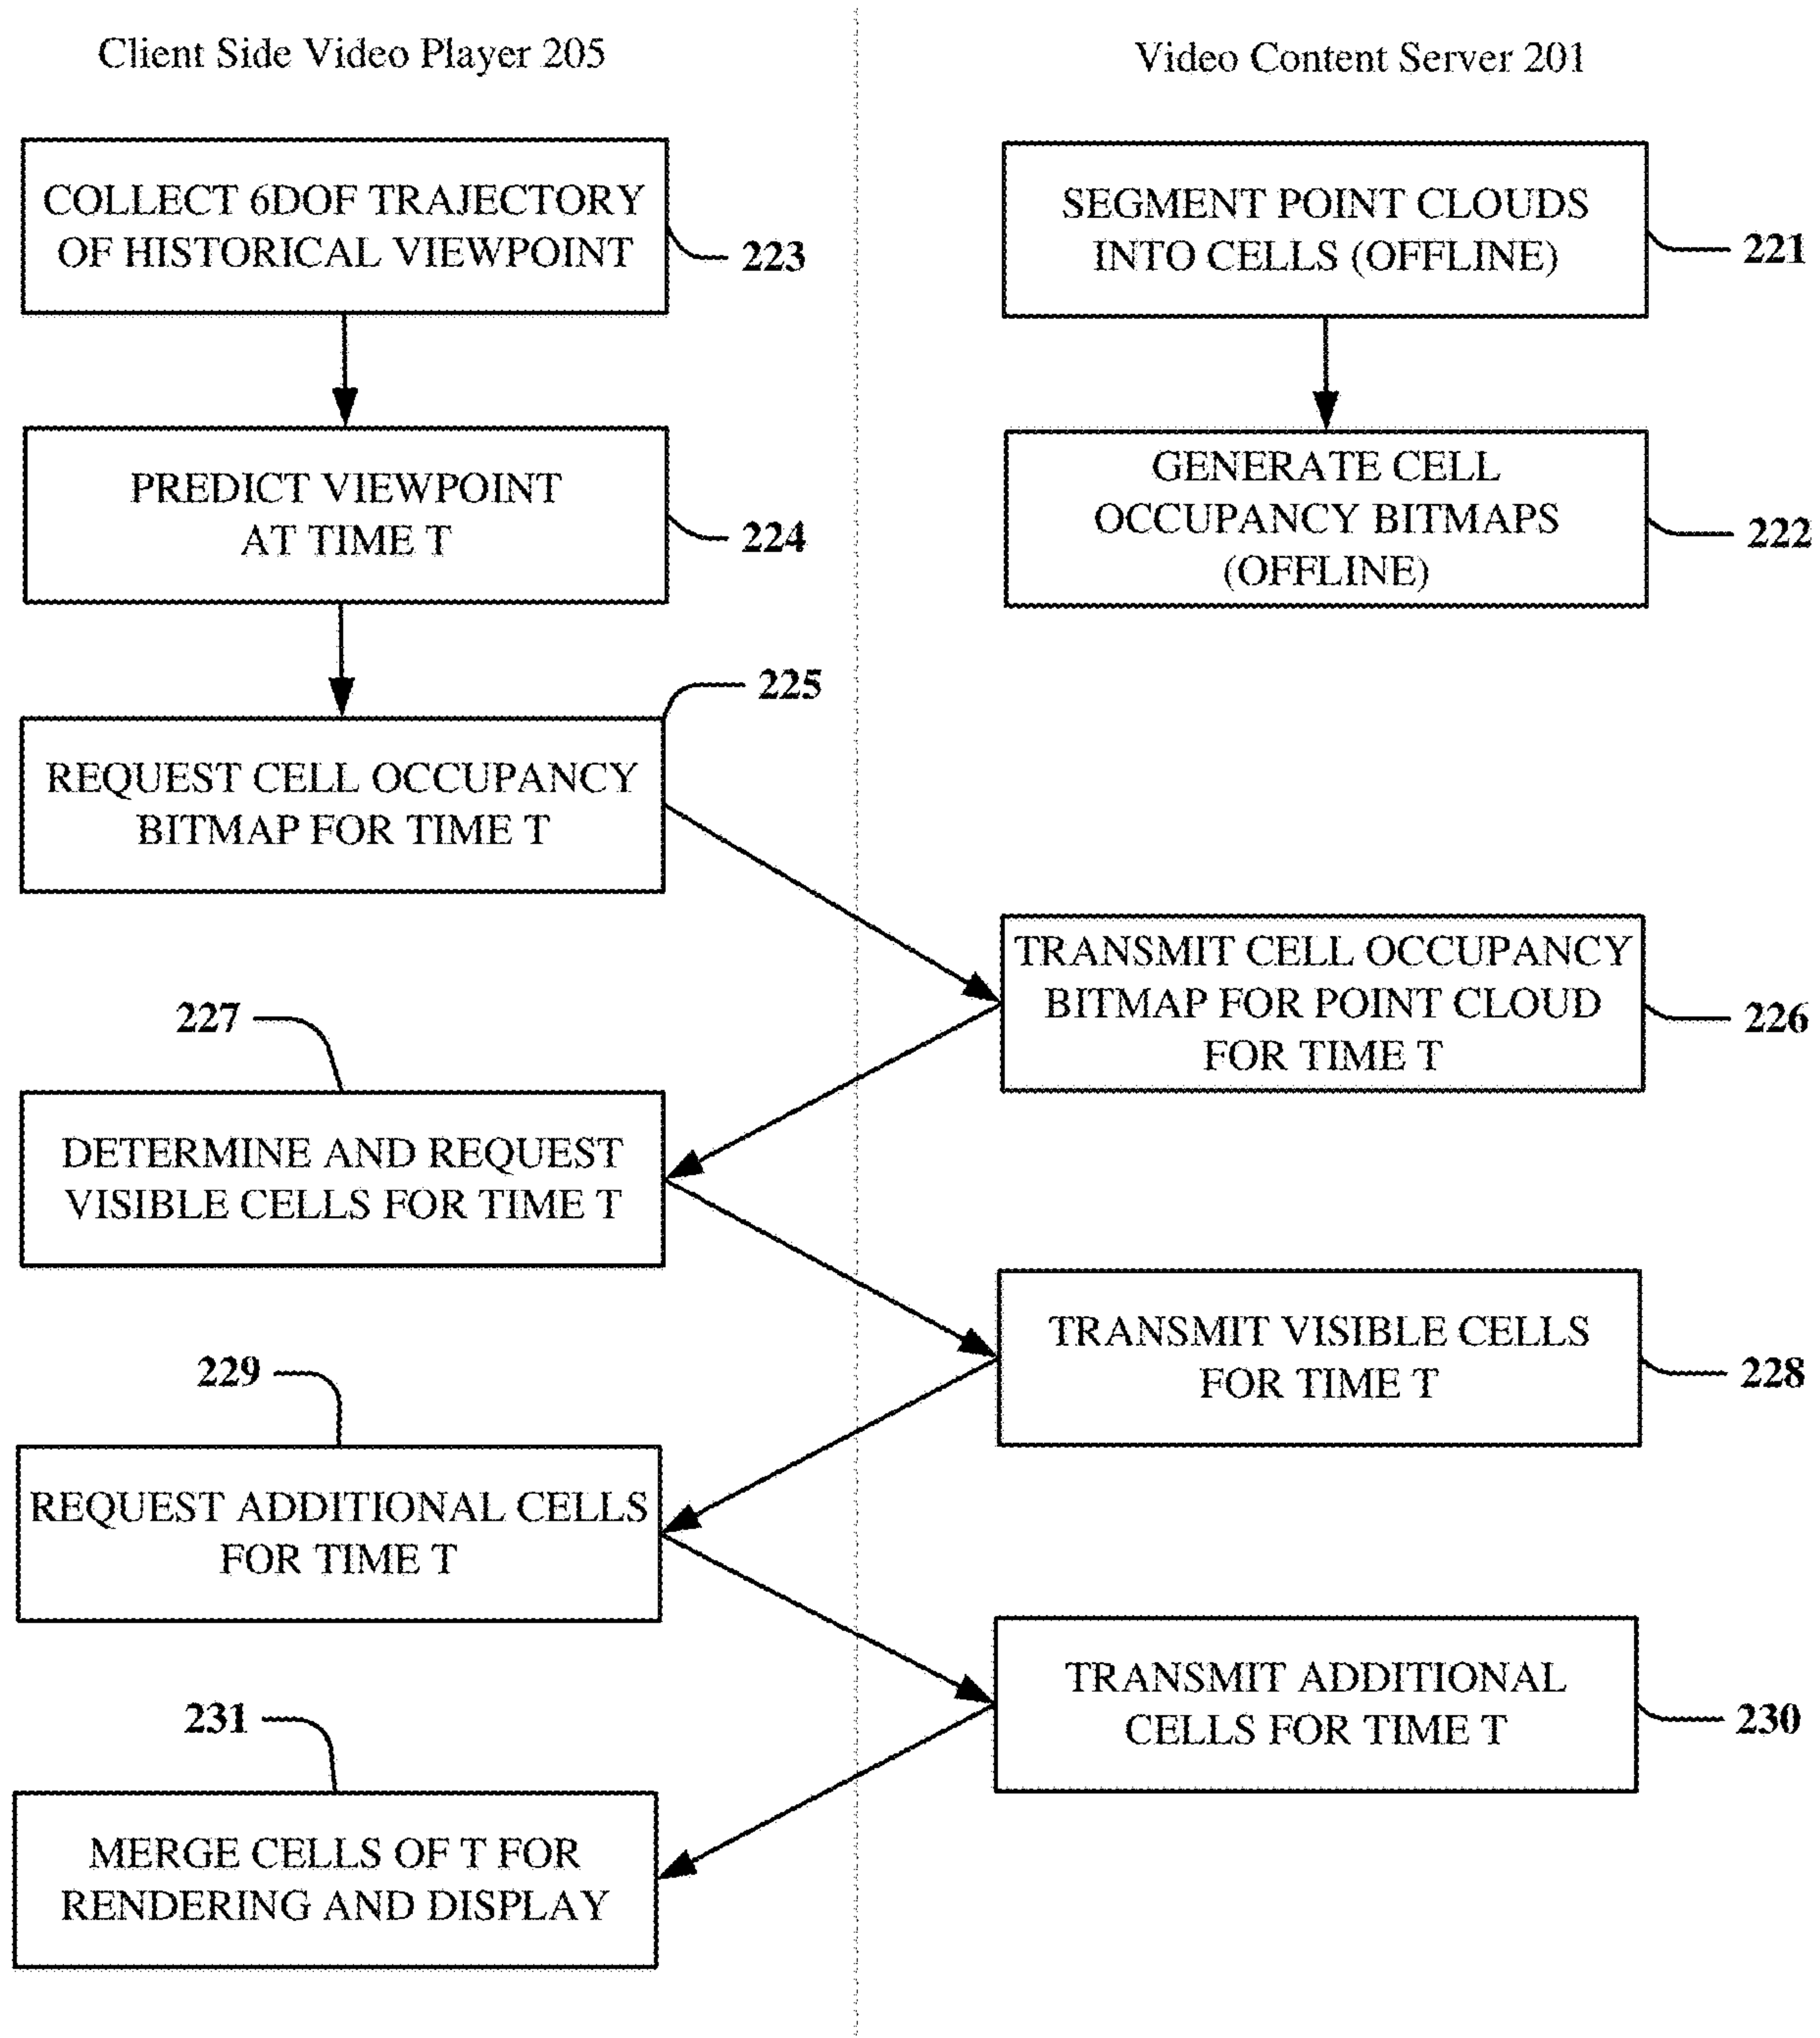 Client Side Video Player 205
Video Content Server 201
COLLECT 6DOF TRAJECTORY
OF HISTORICAL VIEWPOINT
223
SEGMENT POINT CLOUDS
INTO CELLS (OFFLINE)
221
PREDICT VIEWPOINT
AT TIME T
224
GENERATE CELL
OCCUPANCY BITMAPS
(OFFLINE)
222
225
REQUEST CELL OCCUPANCY
BITMAP FOR TIME T
TRANSMIT CELL OCCUPANCY
BITMAP FOR POINT CLOUD
FOR TIME T
226
227
DETERMINE AND REQUEST
VISIBLE CELLS FOR TIME T
TRANSMIT VISIBLE CELLS
FOR TIME T
228
229
REQUEST ADDITIONAL CELLS
FOR TIME T
TRANSMIT ADDITIONAL
CELLS FOR TIME T
230
231
MERGE CELLS OF T FOR
RENDERING AND DISPLAY